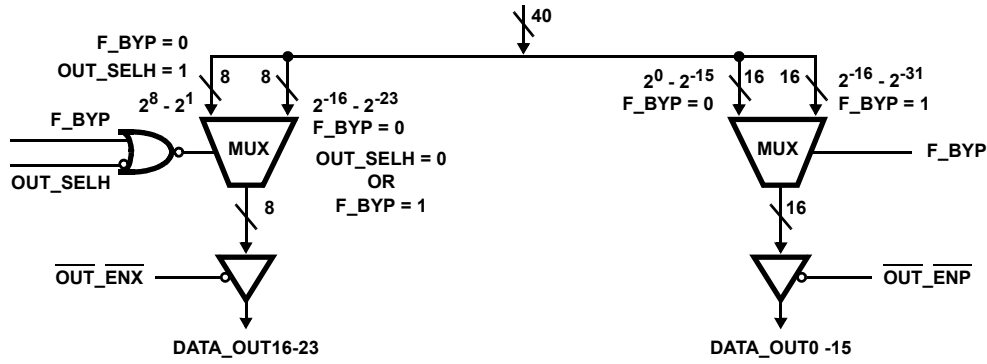 40
F_BYP = 0
OUT_SELH = 1
8
8
2^8 - 2^1
2^-16 - 2^-23
F_BYP = 0
OUT_SELH = 0
OR
F_BYP = 1
F_BYP
OUT_SELH
MUX
8
OUT_ENX
DATA_OUT16-23
2^0 - 2^-15
F_BYP = 0
16
16
2^-16 - 2^-31
F_BYP = 1
MUX
F_BYP
16
OUT_ENP
DATA_OUT0 -15